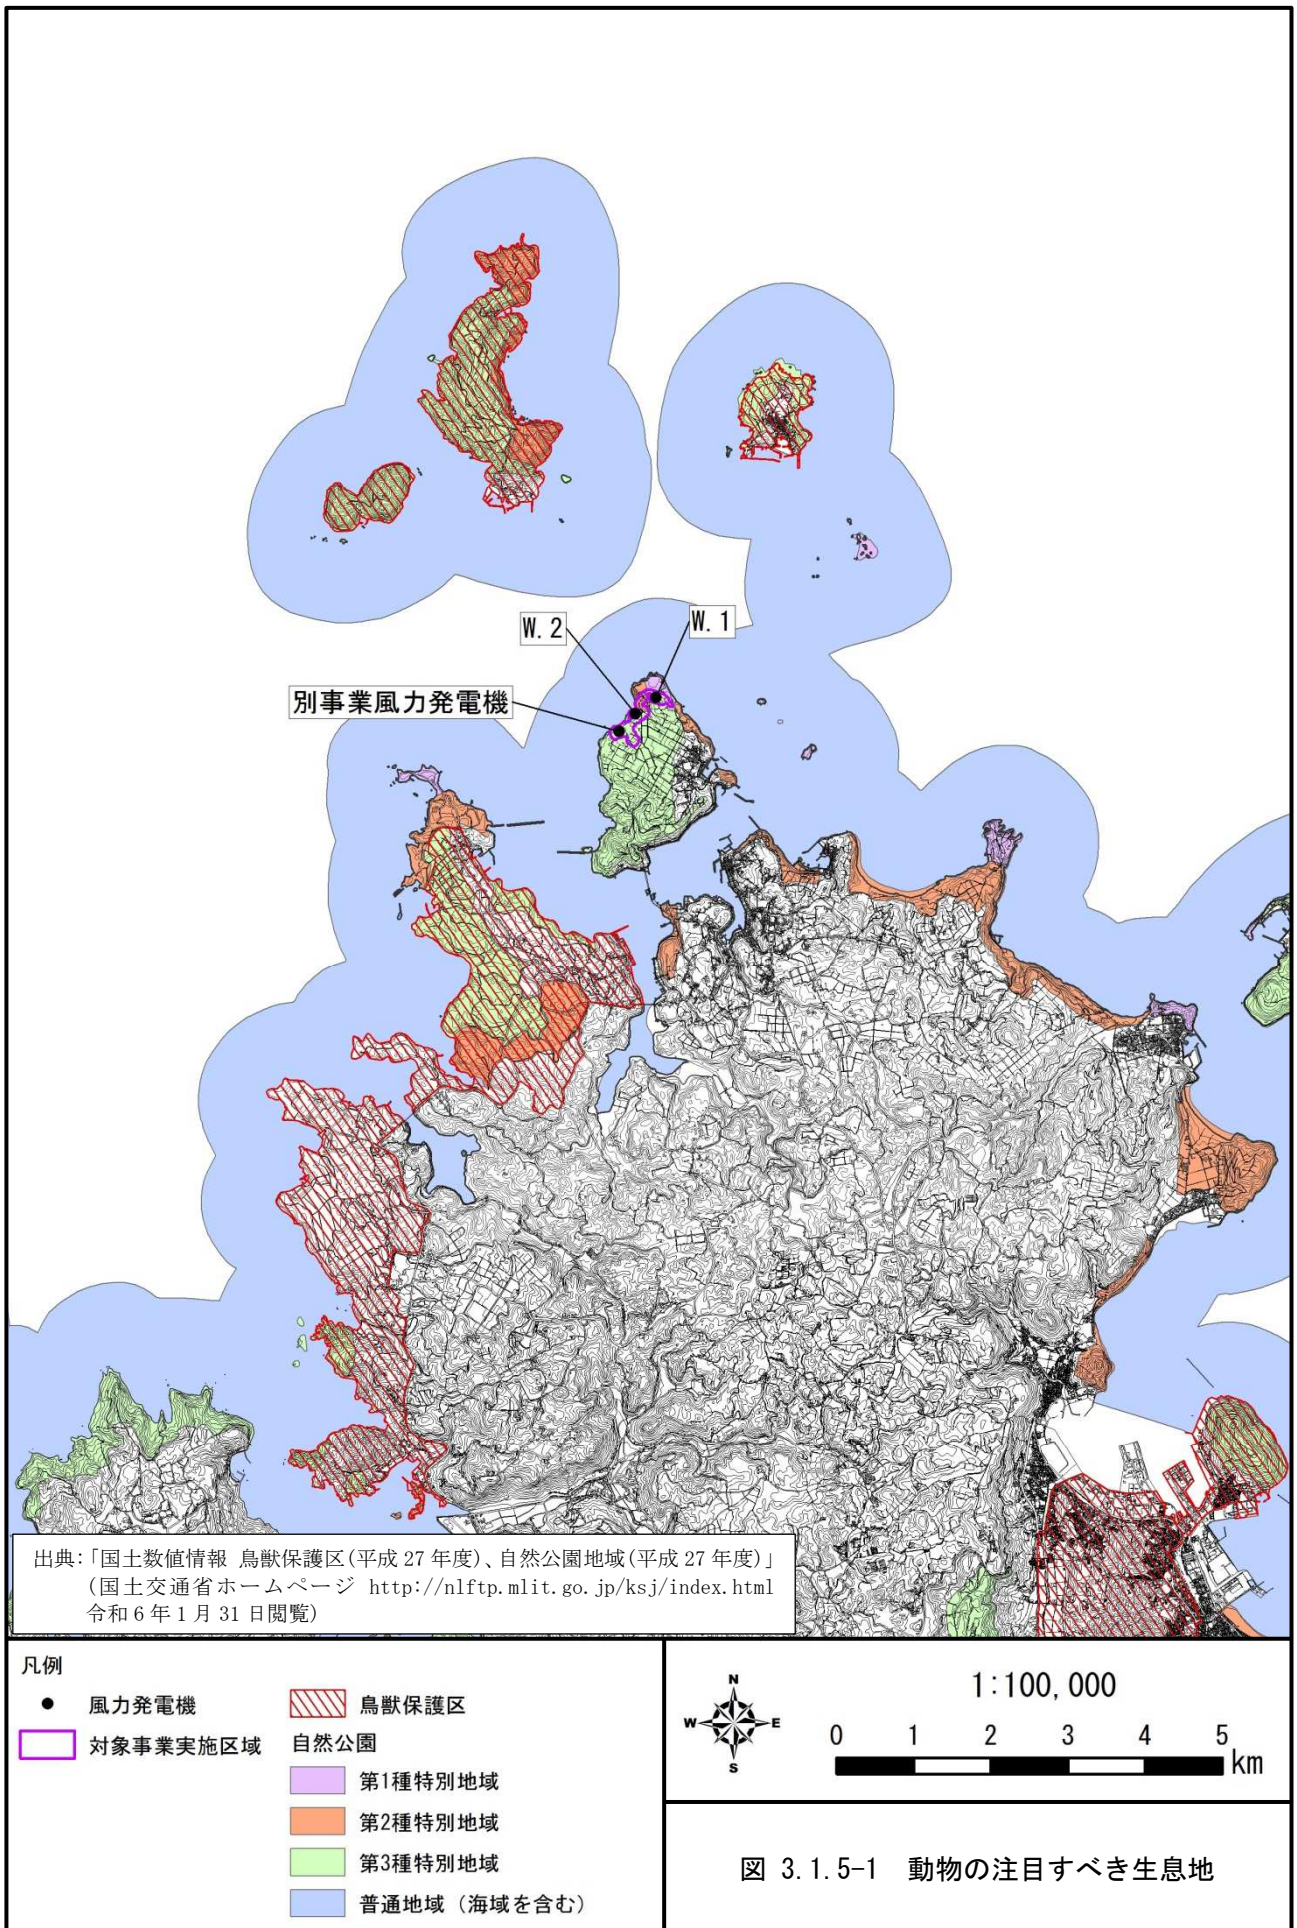 W. 2
W. 1
別事業風力発電機
出典：「国土数値情報 鳥獣保護区(平成 27 年度)、自然公園地域(平成 27 年度)」
(国土交通省ホームページ http://nlftp.mlit.go.jp/ksj/index.html
令和 6 年 1 月 31 日閲覧)
凡例
風力発電機
対象事業実施区域
鳥獣保護区
自然公園
第1種特別地域
第2種特別地域
第3種特別地域
普通地域（海域を含む）
N
W
E
S
1:100,000
0 1 2 3 4 5
km
図 3.1.5-1 動物の注目すべき生息地